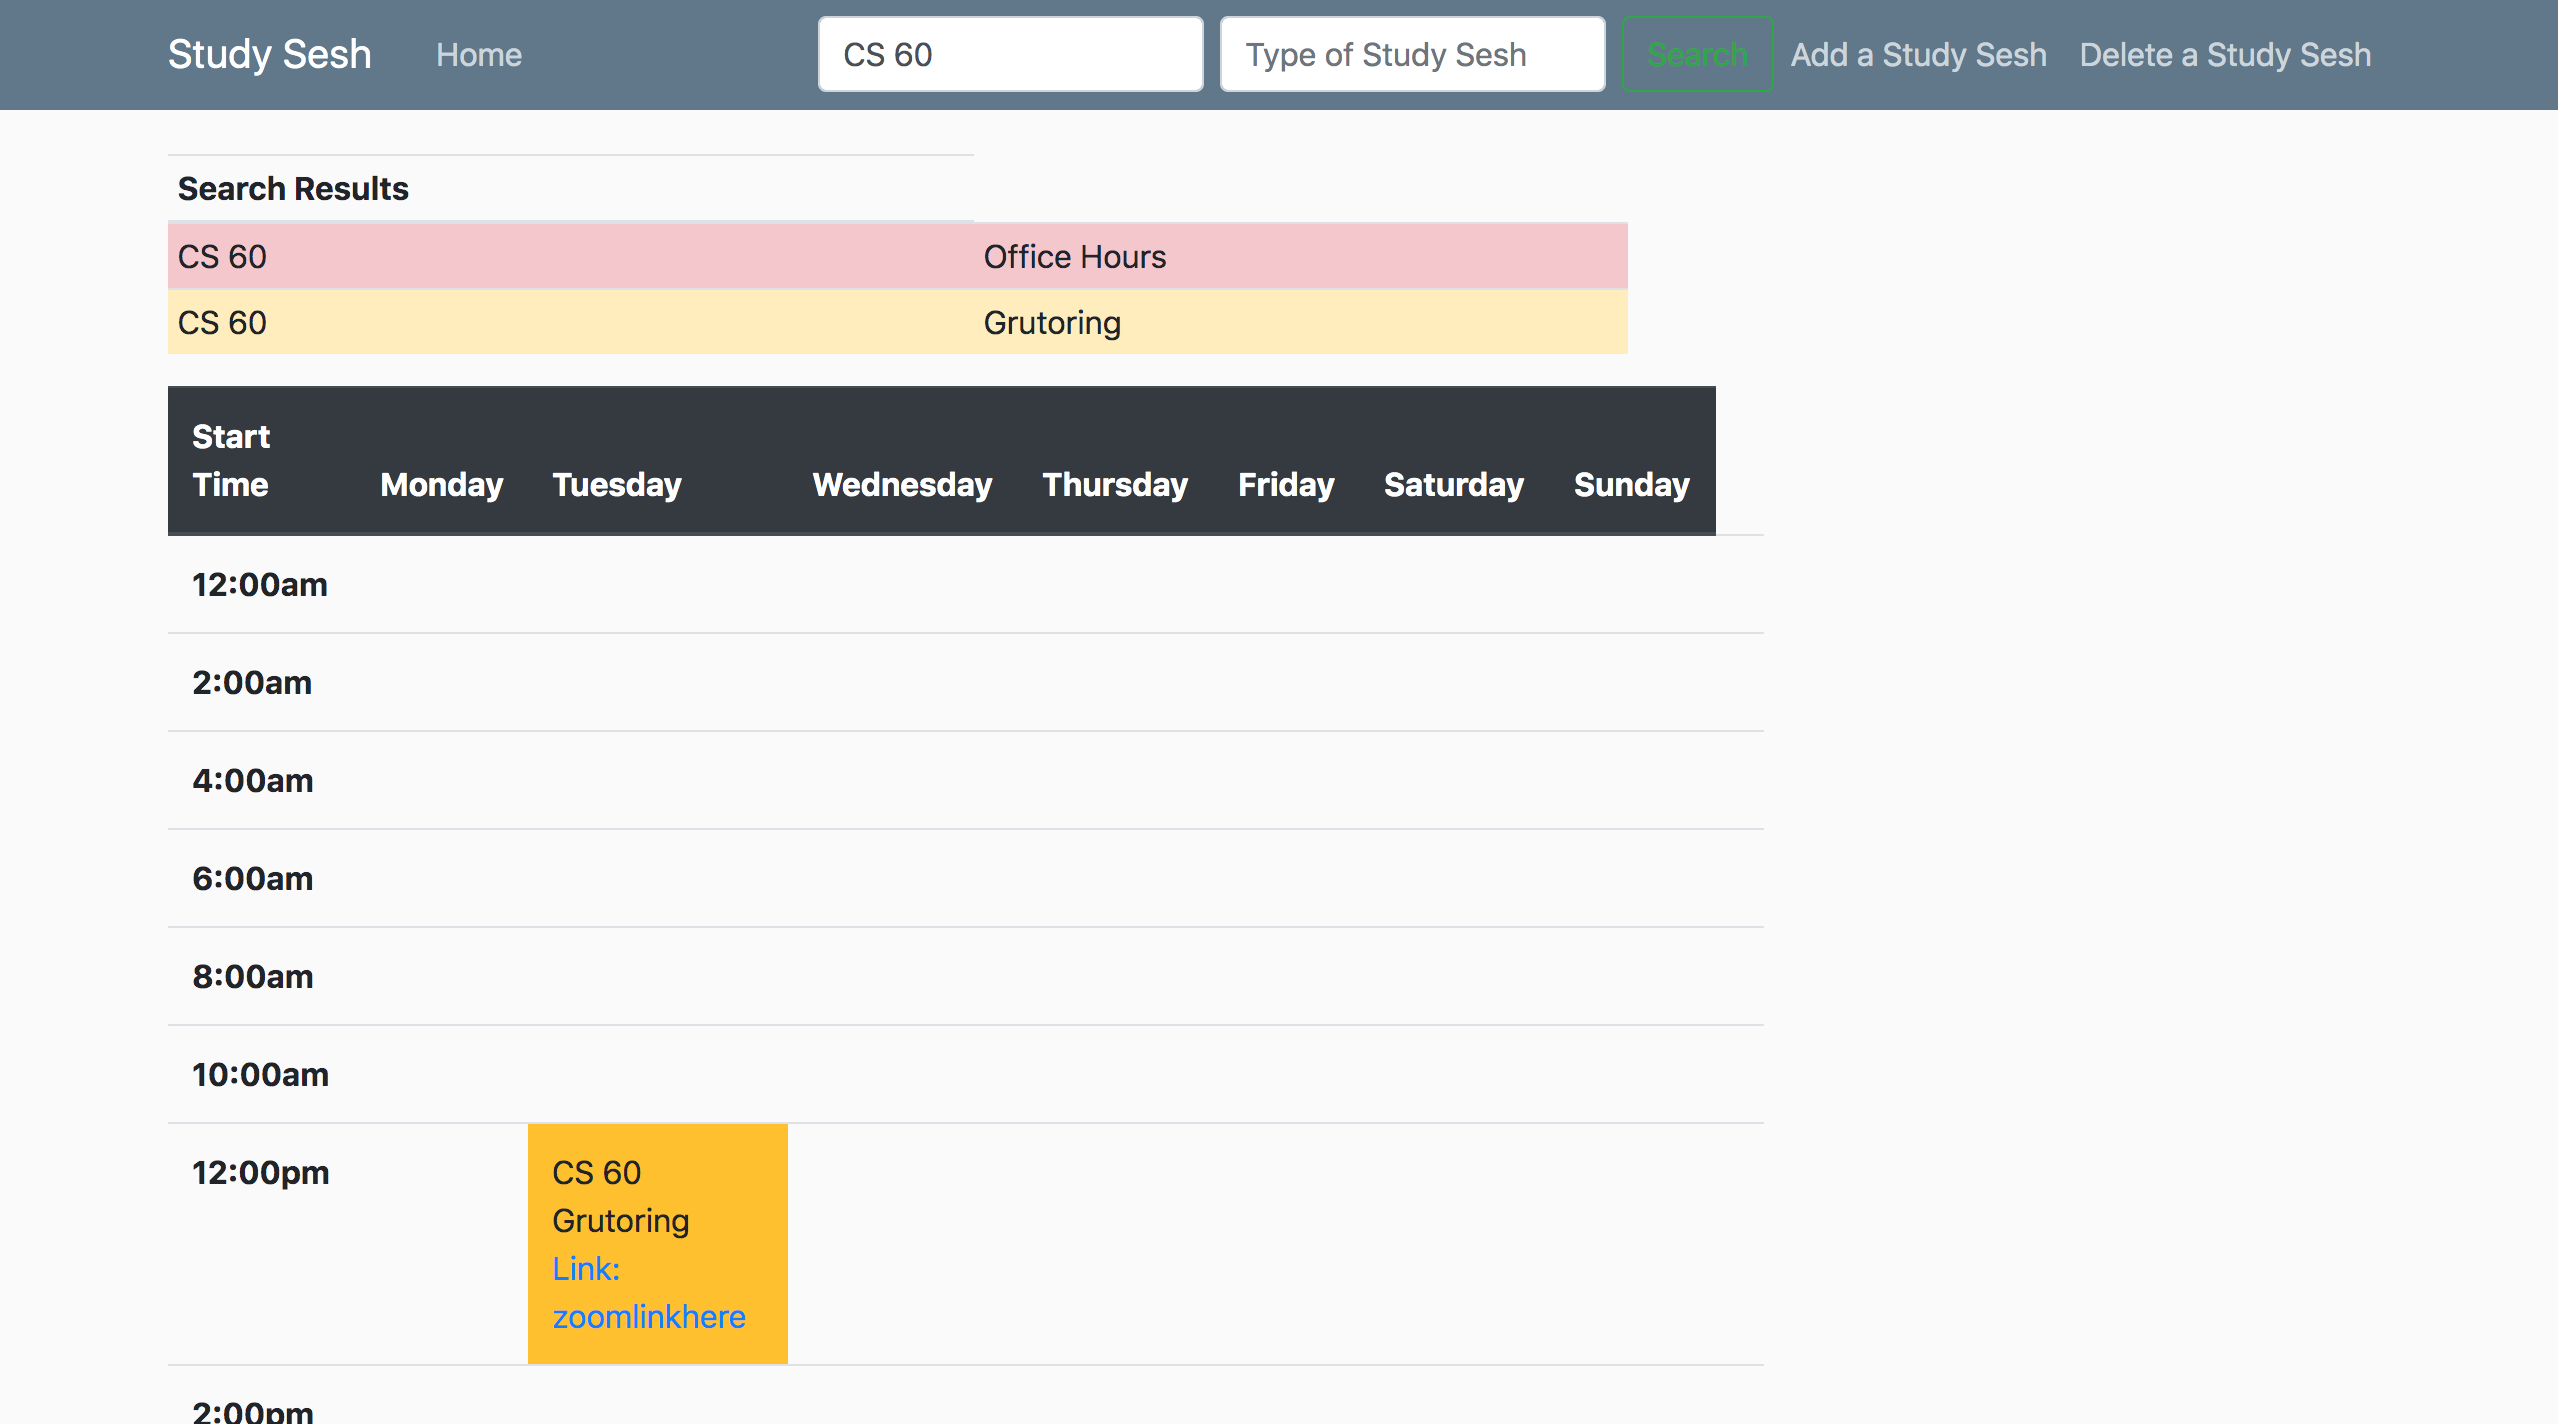 Study Sesh Home CS 60 Type of Study Sesh Search Add a Study Sesh Delete a Study Sesh
Search Results
CS 60 Office Hours
CS 60 Grutoring
Start
Time Monday Tuesday Wednesday Thursday Friday Saturday Sunday
12:00am
2:00am
4:00am
6:00am
8:00am
10:00am
12:00pm CS 60
Grutoring
Link:
zoomlinkhere
2:00pm